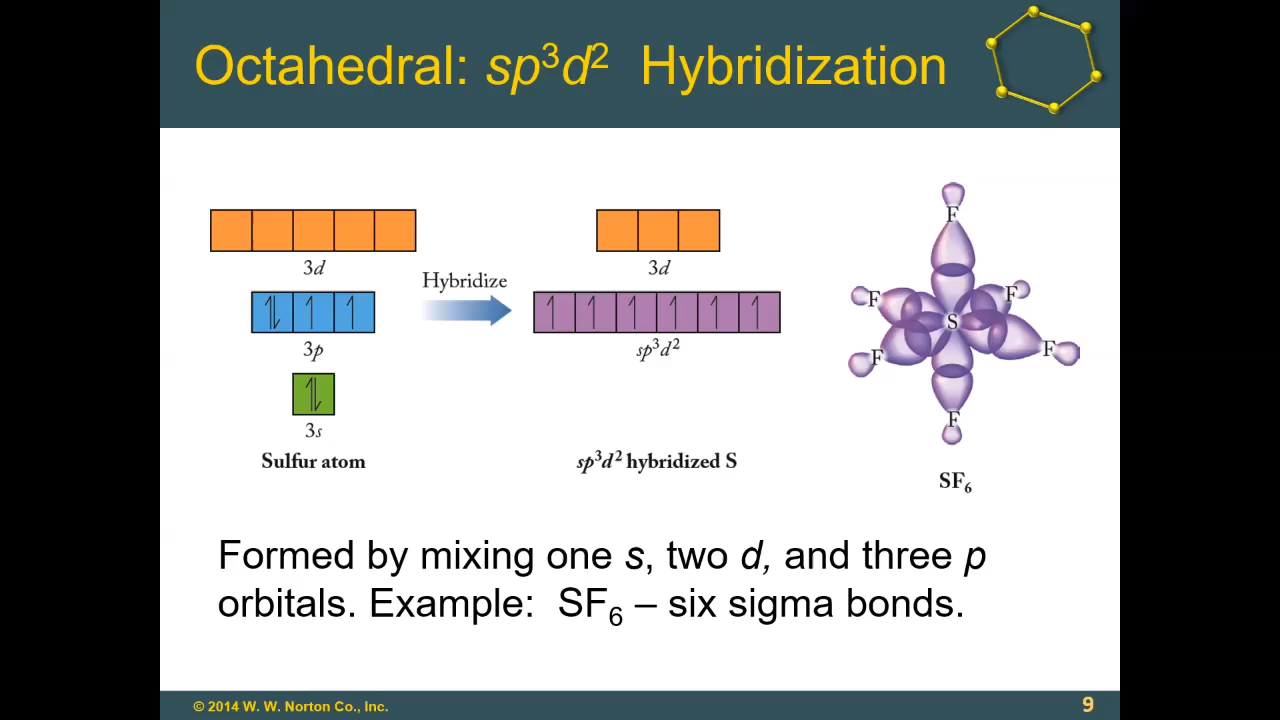 Octahedral: sp³d² Hybridization
3d
Hybridize
3d
3p
sp³d²
3s
Sulfur atom
sp³d² hybridized S
F
F
F
S
F
F
F
SF₆
Formed by mixing one s, two d, and three p
orbitals. Example: SF₆ – six sigma bonds.
© 2014 W. W. Norton Co., Inc.
9